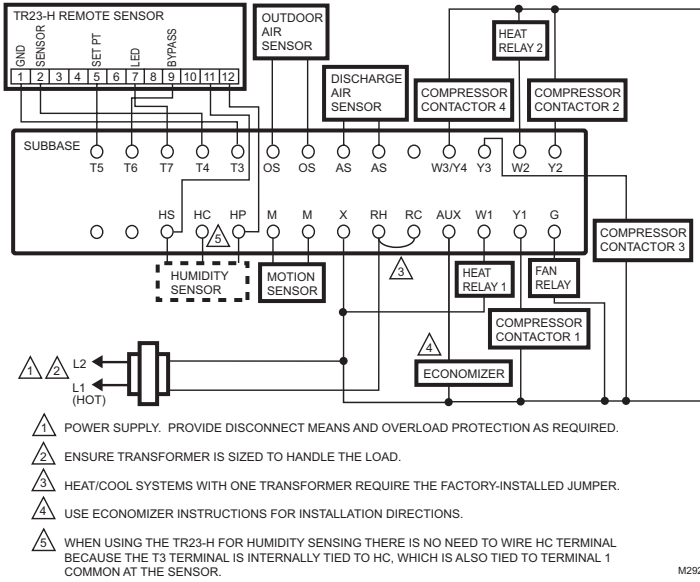 TR23-H REMOTE SENSOR
GND
SENSOR
SET PT
LED
BYPASS
1 2 3 4 5 6 7 8 9 10 11 12
OUTDOOR
AIR
SENSOR
DISCHARGE
AIR
SENSOR
COMPRESSOR
CONTACTOR 4
HEAT
RELAY 2
COMPRESSOR
CONTACTOR 2
SUBBASE
T5 T6 T7 T4 T3 OS OS AS AS W3/Y4 Y3 W2 Y2
HS HC HP M M X RH RC AUX W1 Y1 G
5
3
HUMIDITY
SENSOR
MOTION
SENSOR
HEAT
RELAY 1
FAN
RELAY
COMPRESSOR
CONTACTOR 3
COMPRESSOR
CONTACTOR 1
4
ECONOMIZER
1 2 L2
L1
(HOT)
1 POWER SUPPLY. PROVIDE DISCONNECT MEANS AND OVERLOAD PROTECTION AS REQUIRED.
2 ENSURE TRANSFORMER IS SIZED TO HANDLE THE LOAD.
3 HEAT/COOL SYSTEMS WITH ONE TRANSFORMER REQUIRE THE FACTORY-INSTALLED JUMPER.
4 USE ECONOMIZER INSTRUCTIONS FOR INSTALLATION DIRECTIONS.
5 WHEN USING THE TR23-H FOR HUMIDITY SENSING THERE IS NO NEED TO WIRE HC TERMINAL
BECAUSE THE T3 TERMINAL IS INTERNALLY TIED TO HC, WHICH IS ALSO TIED TO TERMINAL 1
COMMON AT THE SENSOR.